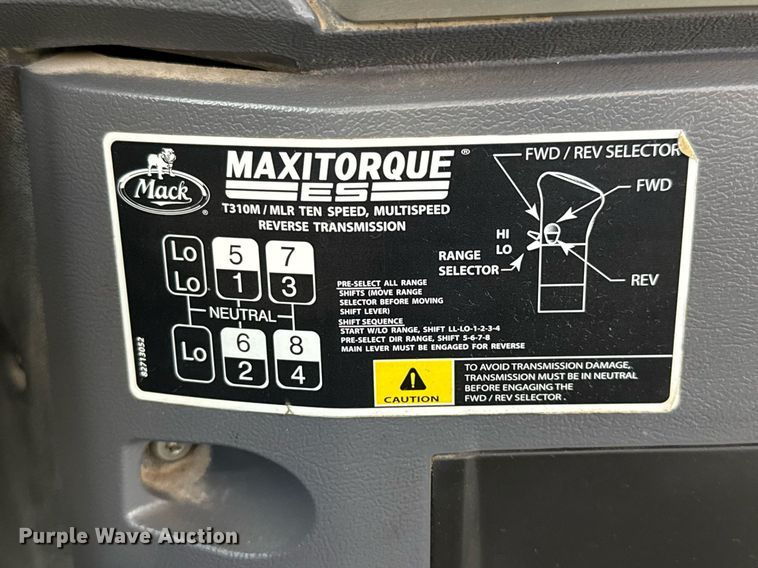 Mack®
MAXITORQUE®
ES
T310M / MLR TEN SPEED, MULTISPEED
REVERSE TRANSMISSION
FWD / REV SELECTOR
FWD
HI
LO
RANGE
SELECTOR
REV
Lo 5 7
Lo 1 3
NEUTRAL
Lo 6 8
2 4
82713052
PRE-SELECT ALL RANGE
SHIFTS (MOVE RANGE
SELECTOR BEFORE MOVING
SHIFT LEVER)
SHIFT SEQUENCE
START W/LO RANGE, SHIFT LL-LO-1-2-3-4
PRE-SELECT DIR RANGE, SHIFT 5-6-7-8
MAIN LEVER MUST BE ENGAGED FOR REVERSE
CAUTION
TO AVOID TRANSMISSION DAMAGE,
TRANSMISSION MUST BE IN NEUTRAL
BEFORE ENGAGING THE
FWD / REV SELECTOR.
Purple Wave Auction